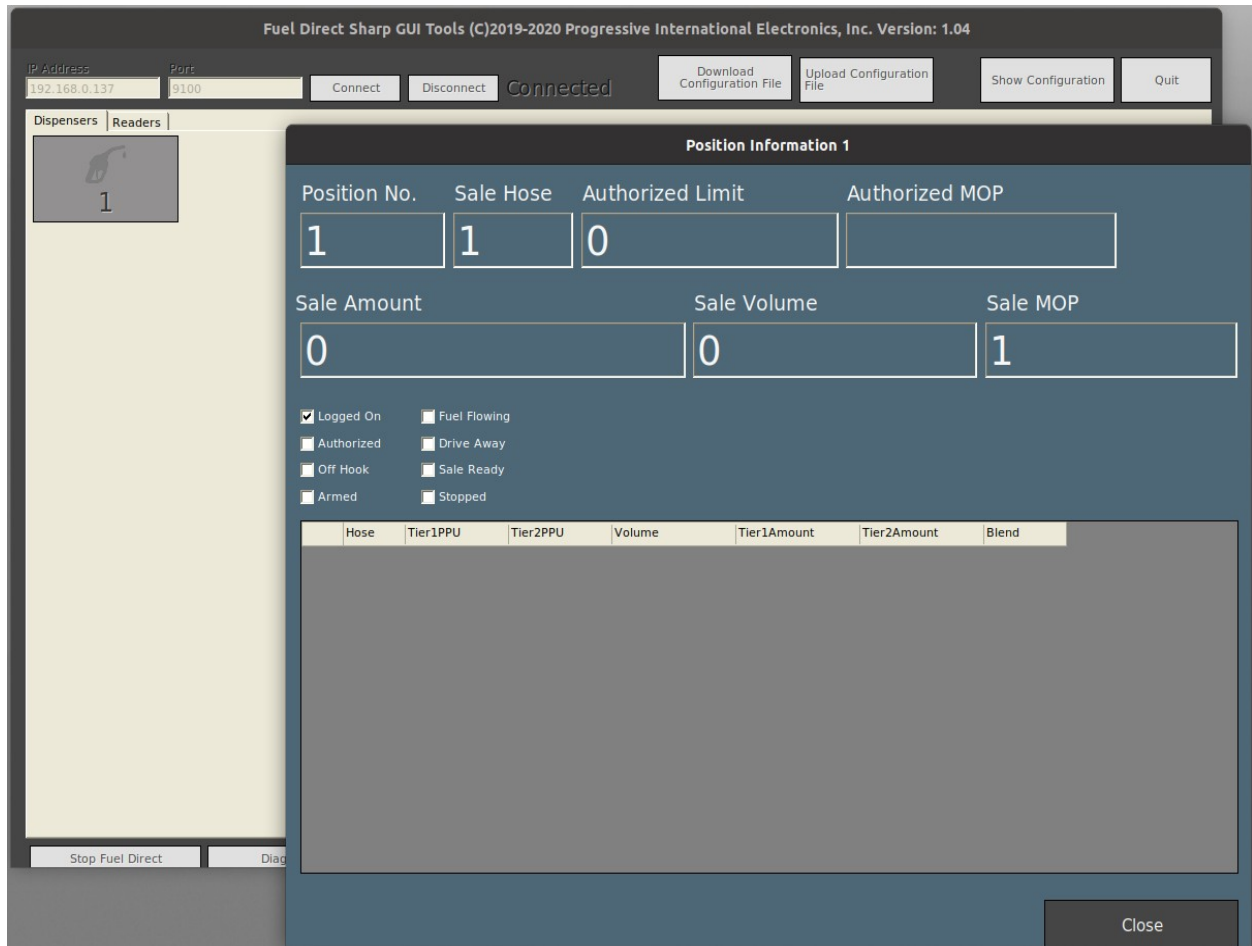 Fuel Direct Sharp GUI Tools (C)2019-2020 Progressive International Electronics, Inc. Version: 1.04
IP Address Port
192.168.0.137 9100 Connect Disconnect Connected Download Configuration File Upload Configuration File Show Configuration Quit
Dispensers Readers
1
Position Information 1
Position No. Sale Hose Authorized Limit Authorized MOP
1 1 0
Sale Amount Sale Volume Sale MOP
0 0 1
Logged On Fuel Flowing
Authorized Drive Away
Off Hook Sale Ready
Armed Stopped
Hose Tier1PPU Tier2PPU Volume Tier1Amount Tier2Amount Blend
Stop Fuel Direct Diag
Close